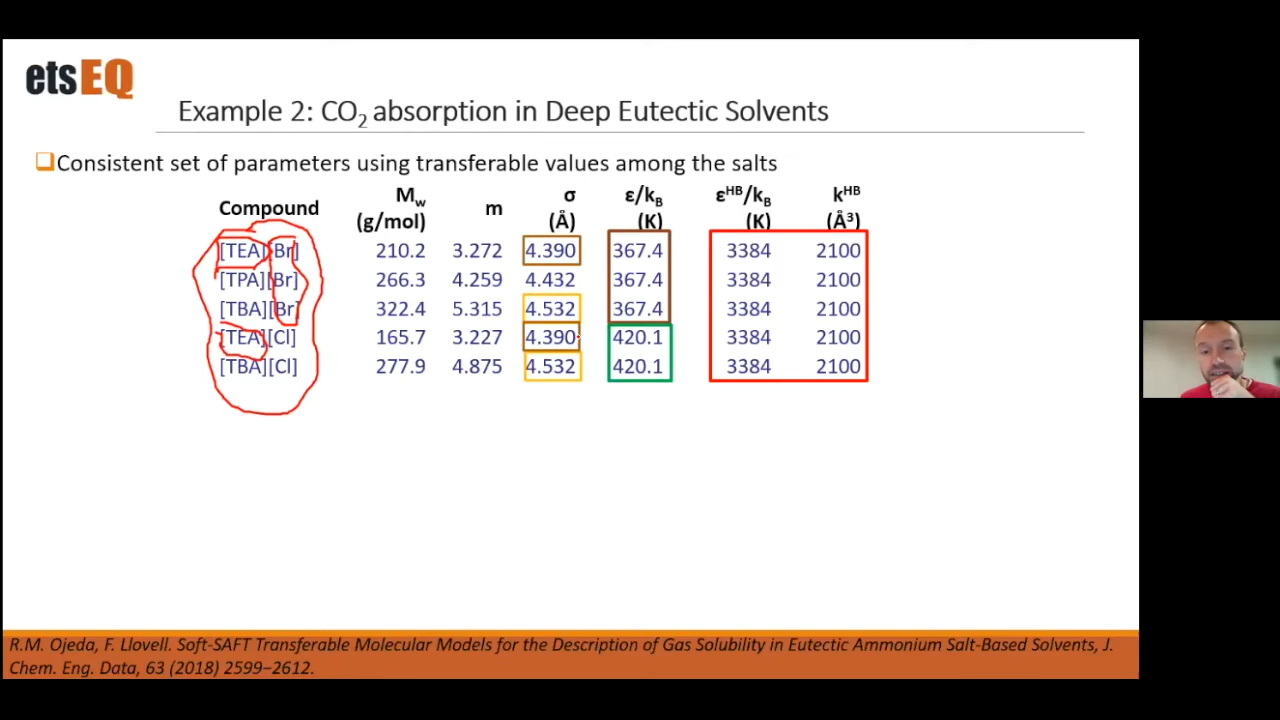 etsEQ
Example 2: CO₂ absorption in Deep Eutectic Solvents
Consistent set of parameters using transferable values among the salts
Compound Mw (g/mol) m σ (Å) ε/kB (K) εᴴᴮ/kB (K) kᴴᴮ (Å³)
[TEA][Br] 210.2 3.272 4.390 367.4 3384 2100
[TPA][Br] 266.3 4.259 4.432 367.4 3384 2100
[TBA][Br] 322.4 5.315 4.532 367.4 3384 2100
[TEA][Cl] 165.7 3.227 4.390 420.1 3384 2100
[TBA][Cl] 277.9 4.875 4.532 420.1 3384 2100
R.M. Ojeda, F. Llovell. Soft-SAFT Transferable Molecular Models for the Description of Gas Solubility in Eutectic Ammonium Salt-Based Solvents, J.
Chem. Eng. Data, 63 (2018) 2599−2612.